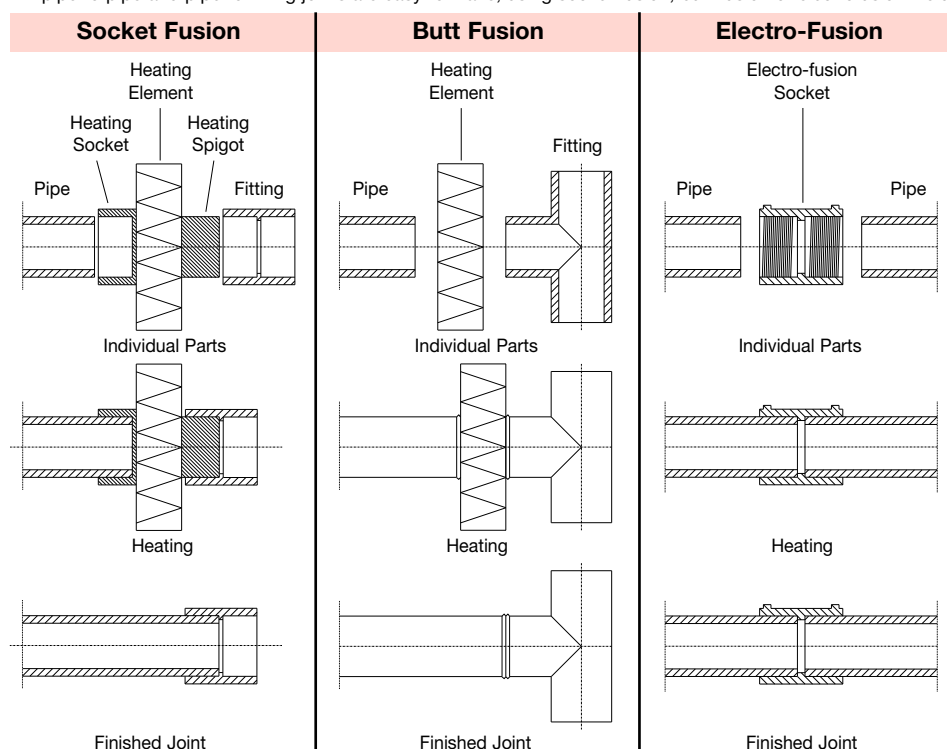 Socket Fusion
Heating
Element
Heating
Socket
Heating
Spigot
Pipe
Fitting
Individual Parts
Heating
Finished Joint
Butt Fusion
Heating
Element
Fitting
Pipe
Individual Parts
Heating
Finished Joint
Electro-Fusion
Electro-fusion
Socket
Pipe
Pipe
Individual Parts
Heating
Finished Joint